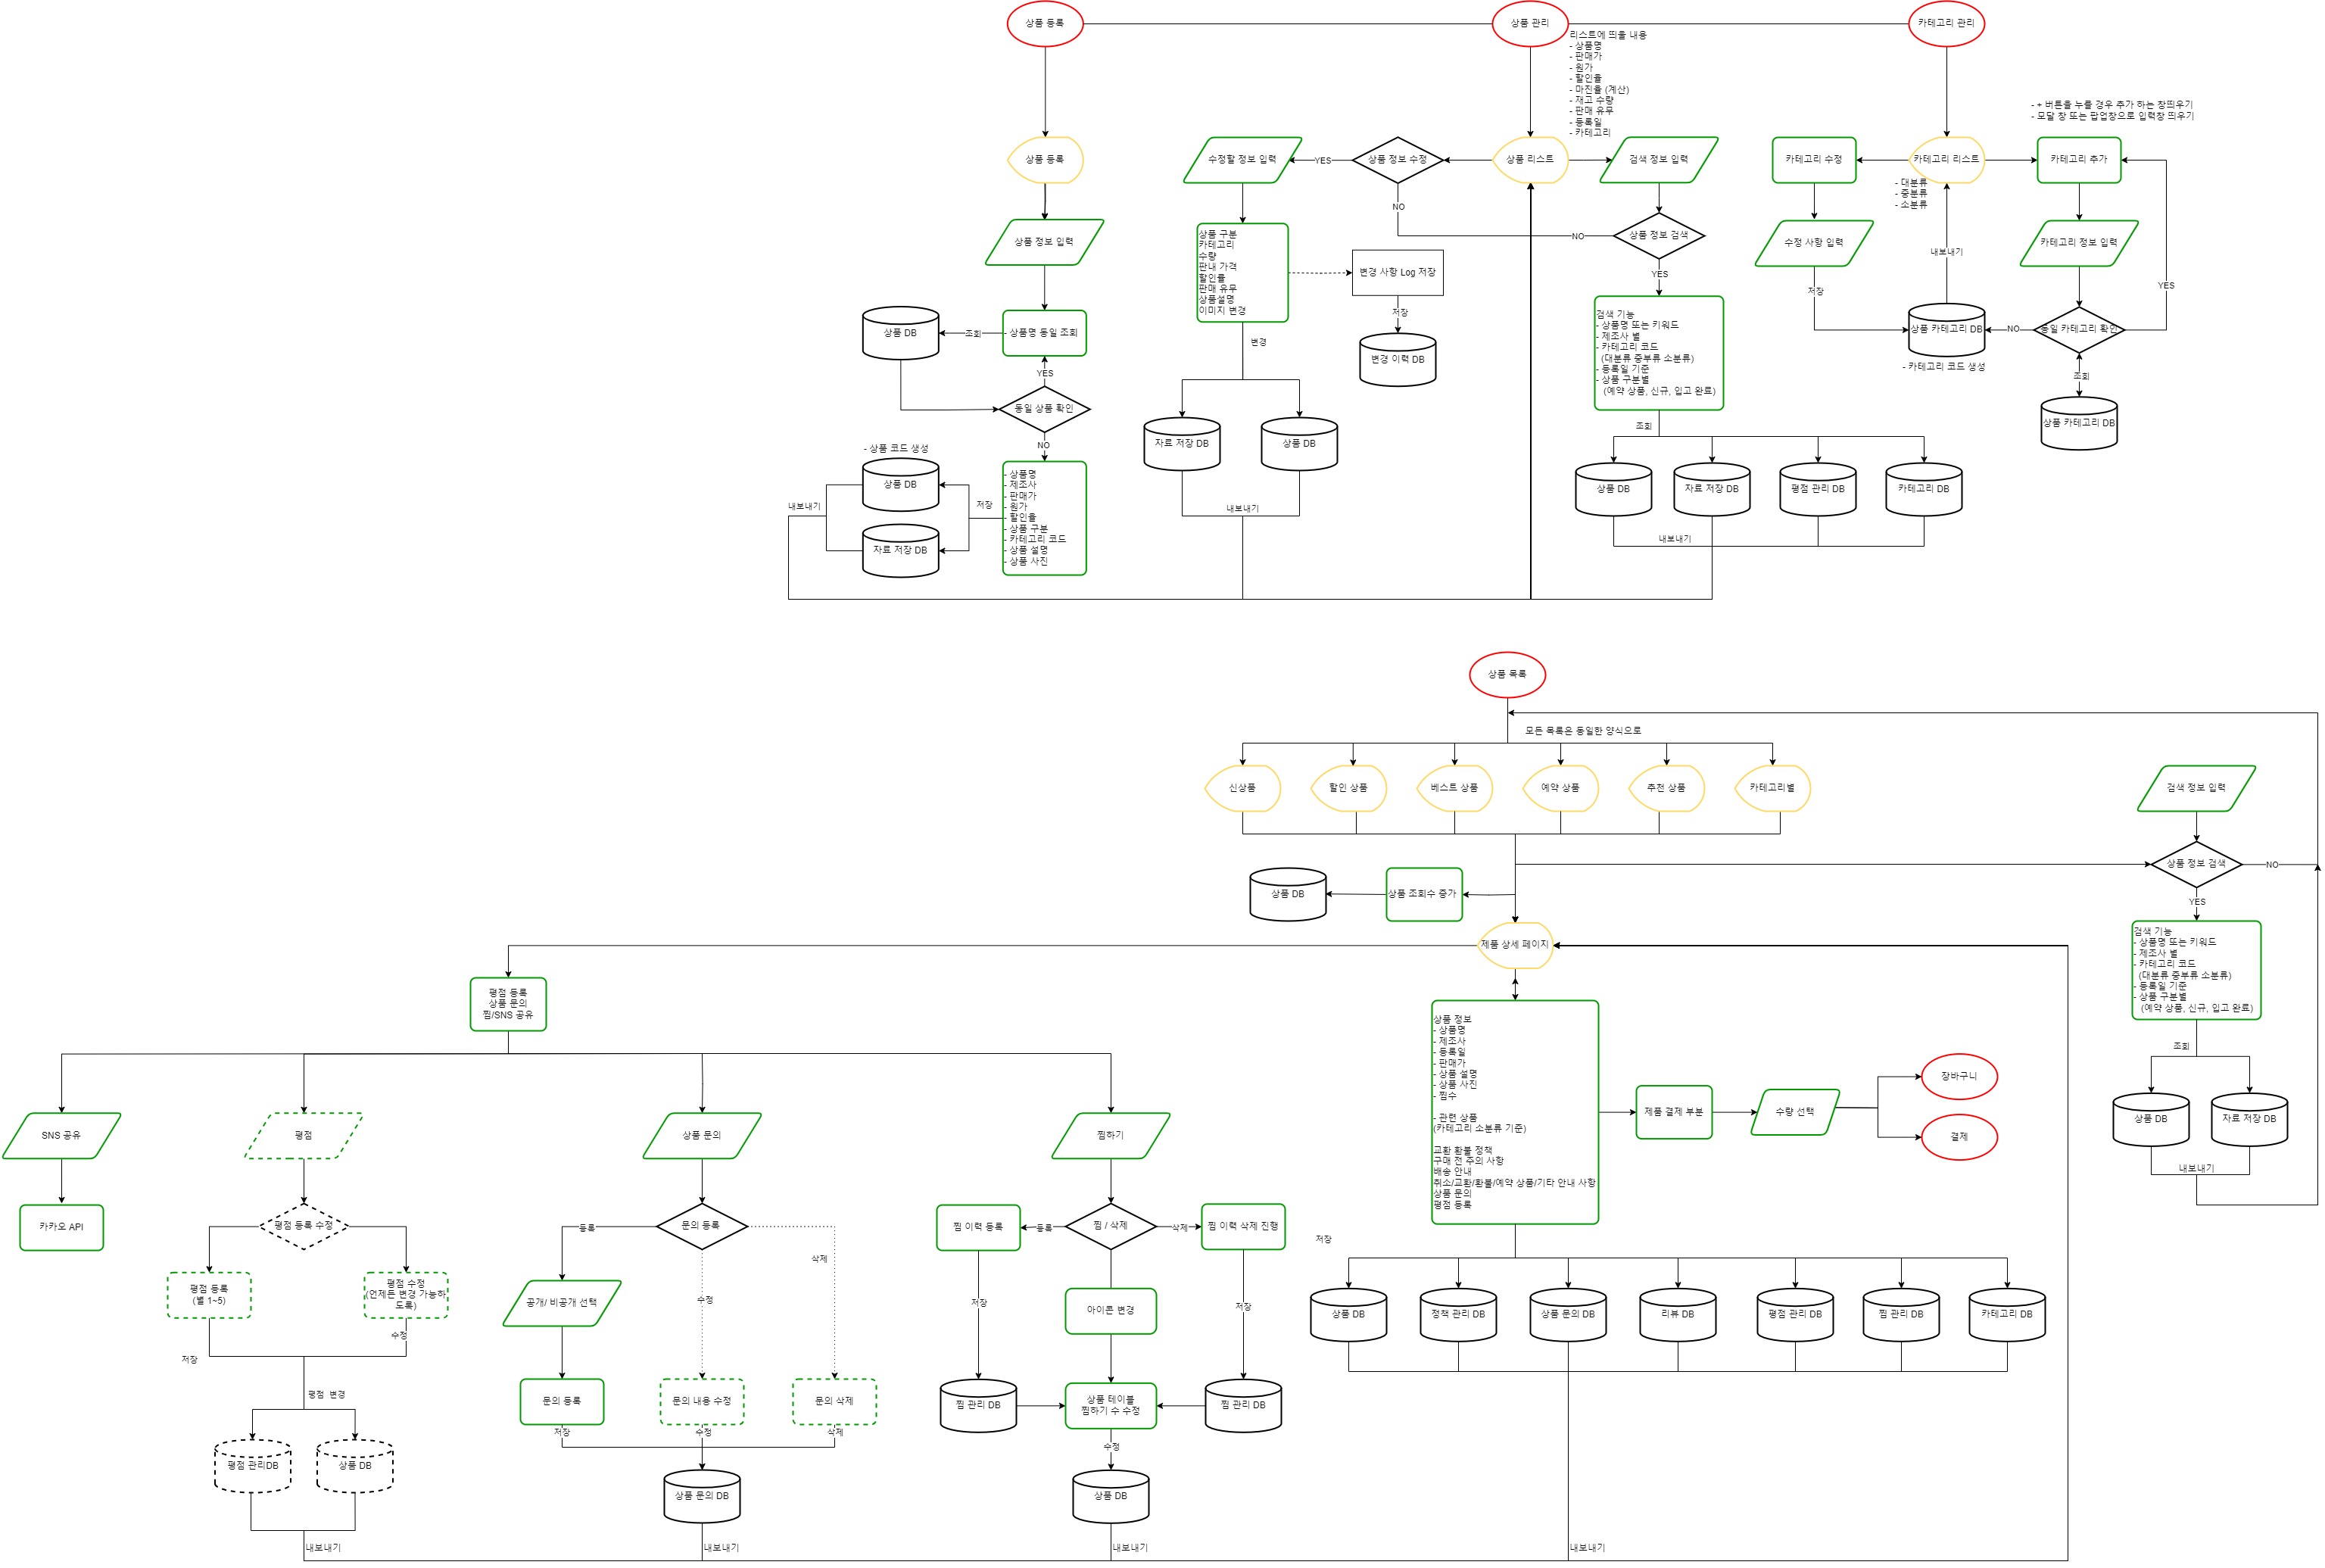 상품 등록
상품 관리
카테고리 관리
리스트에 띄울 내용
- 상품명
- 판매가
- 원가
- 할인율
- 마진율 (계산)
- 재고 수량
- 판매 유무
- 등록일
- 카테고리
- + 버튼을 누를 경우 추가 하는 창띄우기
- 모달 창 또는 팝업창으로 입력창 띄우기
상품 등록
수정할 정보 입력
YES
상품 정보 수정
상품 리스트
검색 정보 입력
카테고리 수정
카테고리 리스트
카테고리 추가
- 대분류
- 중분류
- 소분류
NO
NO
상품 정보 검색
상품 정보 입력
상품 구분
카테고리
수량
판내 가격
할인율
판매 유무
상품설명
이미지 변경
변경 사항 Log 저장
수정 사항 입력
내보내기
카테고리 정보 입력
YES
저장
YES
상품 DB
조회
- 상품명 동일 조회
저장
변경
변경 이력 DB
검색 기능
- 상품명 또는 키워드
- 제조사 별
- 카테고리 코드
(대분류 중부류 소분류)
- 등록일 기준
- 상품 구분별
(예약 상품, 신규, 입고 완료)
상품 카테고리 DB
NO
동일 카테고리 확인
- 카테고리 코드 생성
조회
상품 카테고리 DB
YES
동일 상품 확인
NO
- 상품 코드 생성
상품 DB
내보내기
저장
자료 저장 DB
- 상품명
- 제조사
- 판매가
- 원가
- 할인율
- 상품 구분
- 카테고리 코드
- 상품 설명
- 상품 사진
자료 저장 DB
상품 DB
내보내기
조회
상품 DB
자료 저장 DB
평점 관리 DB
카테고리 DB
내보내기
상품 목록
모든 목록은 동일한 양식으로
신상품
할인 상품
베스트 상품
예약 상품
추천 상품
카테고리별
검색 정보 입력
상품 정보 검색
NO
YES
상품 DB
상품 조회수 증가
제품 상세 페이지
검색 기능
- 상품명 또는 키워드
- 제조사 별
- 카테고리 코드
(대분류 중부류 소분류)
- 등록일 기준
- 상품 구분별
(예약 상품, 신규, 입고 완료)
조회
상품 DB
자료 저장 DB
내보내기
평점 등록
상품 문의
찜/SNS 공유
상품 정보
- 상품명
- 제조사
- 등록일
- 판매가
- 상품 설명
- 상품 사진
- 찜수
- 관련 상품
(카테고리 소분류 기준)
교환 환불 정책
구매 전 주의 사항
배송 안내
취소/교환/환불/예약 상품/기타 안내 사항
상품 문의
평점 등록
제품 결제 부분
수량 선택
장바구니
결제
SNS 공유
평점
상품 문의
찜하기
카카오 API
평점 등록 수정
등록
문의 등록
삭제
수정
찜 이력 등록
등록
찜 / 삭제
삭제
찜 이력 삭제 진행
저장
평점 등록
(별 1~5)
평점 수정
(언제든 변경 가능하
도록)
저장
수정
공개/ 비공개 선택
저장
아이콘 변경
저장
상품 DB
정책 관리 DB
상품 문의 DB
리뷰 DB
평점 관리 DB
찜 관리 DB
카테고리 DB
평점 변경
문의 등록
문의 내용 수정
문의 삭제
저장
수정
삭제
찜 관리 DB
상품 테이블
찜하기 수 수정
찜 관리 DB
수정
평점 관리DB
상품 DB
상품 문의 DB
상품 DB
내보내기
내보내기
내보내기
내보내기